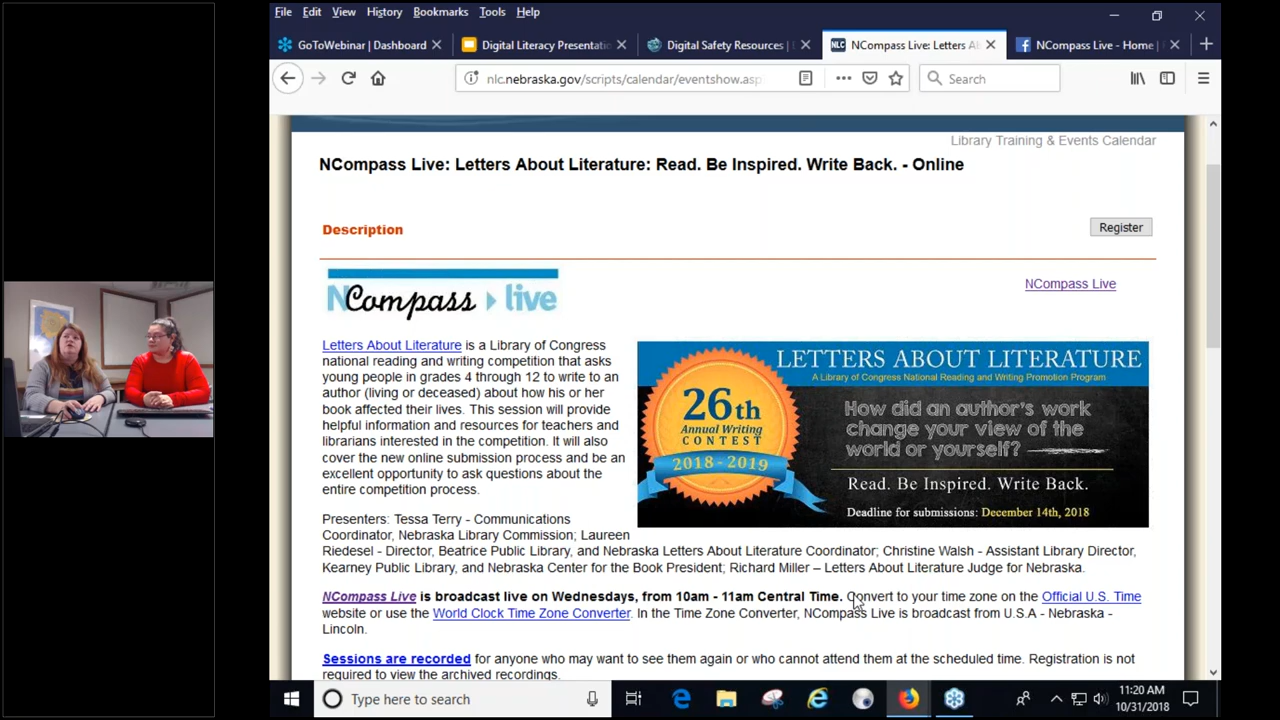 File Edit View History Bookmarks Tools Help
GoToWebinar | Dashboard
Digital Literacy Presentatio
Digital Safety Resources |
NLC NCompass Live: Letters A
NCompass Live - Home |
nlc.nebraska.gov/scripts/calendar/eventshow.asp
Search
Library Training & Events Calendar
NCompass Live: Letters About Literature: Read. Be Inspired. Write Back. - Online
Description
Register
NCompass live
NCompass Live
Letters About Literature is a Library of Congress
national reading and writing competition that asks
young people in grades 4 through 12 to write to an
author (living or deceased) about how his or her
book affected their lives. This session will provide
helpful information and resources for teachers and
librarians interested in the competition. It will also
cover the new online submission process and be an
excellent opportunity to ask questions about the
entire competition process.
LETTERS ABOUT LITERATURE
A Library of Congress National Reading and Writing Promotion Program
26th
Annual Writing
CONTEST
2018-2019
How did an author's work
change your view of the
world or yourself?
Read. Be Inspired. Write Back.
Deadline for submissions: December 14th, 2018
Presenters: Tessa Terry - Communications
Coordinator, Nebraska Library Commission; Laureen
Riedesel - Director, Beatrice Public Library, and Nebraska Letters About Literature Coordinator; Christine Walsh - Assistant Library Director,
Kearney Public Library, and Nebraska Center for the Book President; Richard Miller – Letters About Literature Judge for Nebraska.
NCompass Live is broadcast live on Wednesdays, from 10am - 11am Central Time. Convert to your time zone on the Official U.S. Time
website or use the World Clock Time Zone Converter. In the Time Zone Converter, NCompass Live is broadcast from U.S.A - Nebraska -
Lincoln.
Sessions are recorded for anyone who may want to see them again or who cannot attend them at the scheduled time. Registration is not
required to view the archived recordings.
Type here to search
11:20 AM
10/31/2018